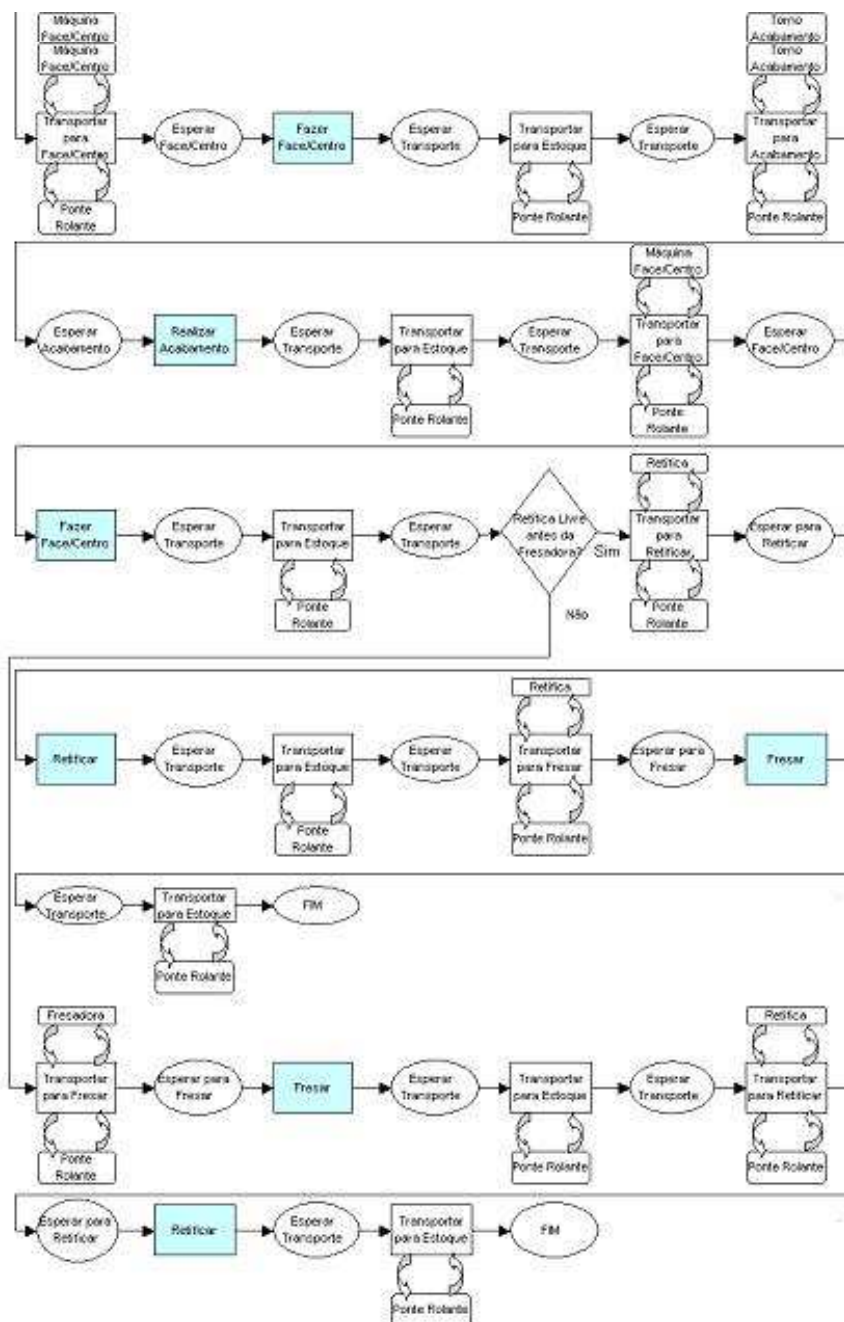 Máquina
Face/Centro
Máquina
Face/Centro
Torno
Acabamento
Torno
Acabamento
Transportar
para
Face/Centro
Esperar
Face/Centro
Fazer
Face/Centro
Esperar
Transporte
Transportar
para Estoque
Esperar
Transporte
Transportar
para
Acabamento
Ponte
Rolante
Ponte Rolante
Ponte Rolante
Máquina
Face/Centro
Esperar
Acabamento
Realizar
Acabamento
Esperar
Transporte
Transportar
para Estoque
Esperar
Transporte
Transportar
para
Face/Centro
Esperar
Face/Centro
Ponte Rolante
Ponte
Rolante
Retífica
Fazer
Face/Centro
Esperar
Transporte
Transportar
para Estoque
Esperar
Transporte
Retífica Livre
antes da
Fresadora?
Sim
Transportar
para
Retificar
Esperar para
Retificar
Ponte
Rolante
Ponte
Rolante
Não
Retífica
Retificar
Esperar
Transporte
Transportar
para Estoque
Esperar
Transporte
Transportar
para Fresar
Esperar para
Fresar
Fresar
Ponte
Rolante
Ponte Rolante
Esperar
Transporte
Transportar
para Estoque
FIM
Ponte Rolante
Fresadora
Retífica
Transportar
para Fresar
Esperar para
Fresar
Fresar
Esperar
Transporte
Transportar
para Estoque
Esperar
Transporte
Transportar
para Retificar
Ponte
Rolante
Ponte Rolante
Ponte Rolante
Esperar para
Retificar
Retificar
Esperar
Transporte
Transportar
para Estoque
FIM
Ponte Rolante